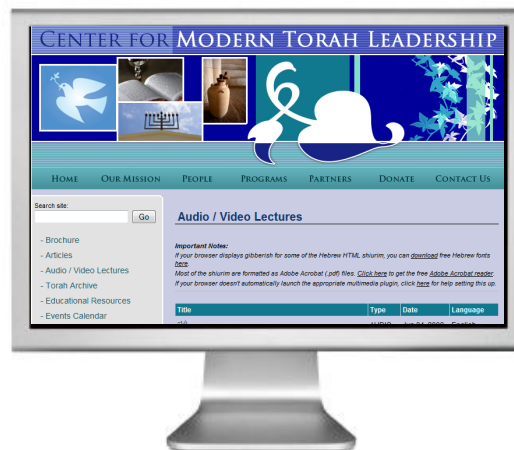 CENTER FOR MODERN TORAH LEADERSHIP
HOME OUR MISSION PEOPLE PROGRAMS PARTNERS DONATE CONTACT US
Search site:
Go
- Brochure
- Articles
- Audio / Video Lectures
- Torah Archive
- Educational Resources
- Events Calendar
Audio / Video Lectures
Important Notes:
If your browser displays gibberish for some of the Hebrew HTML shiurim, you can download free Hebrew fonts
here.
Most of the shiurim are formatted as Adobe Acrobat (.pdf) files. Click here to get the free Adobe Acrobat reader.
If your browser doesn't automatically launch the appropriate multimedia plugin, click here for help setting this up.
Title Type Date Language
AUDIO English